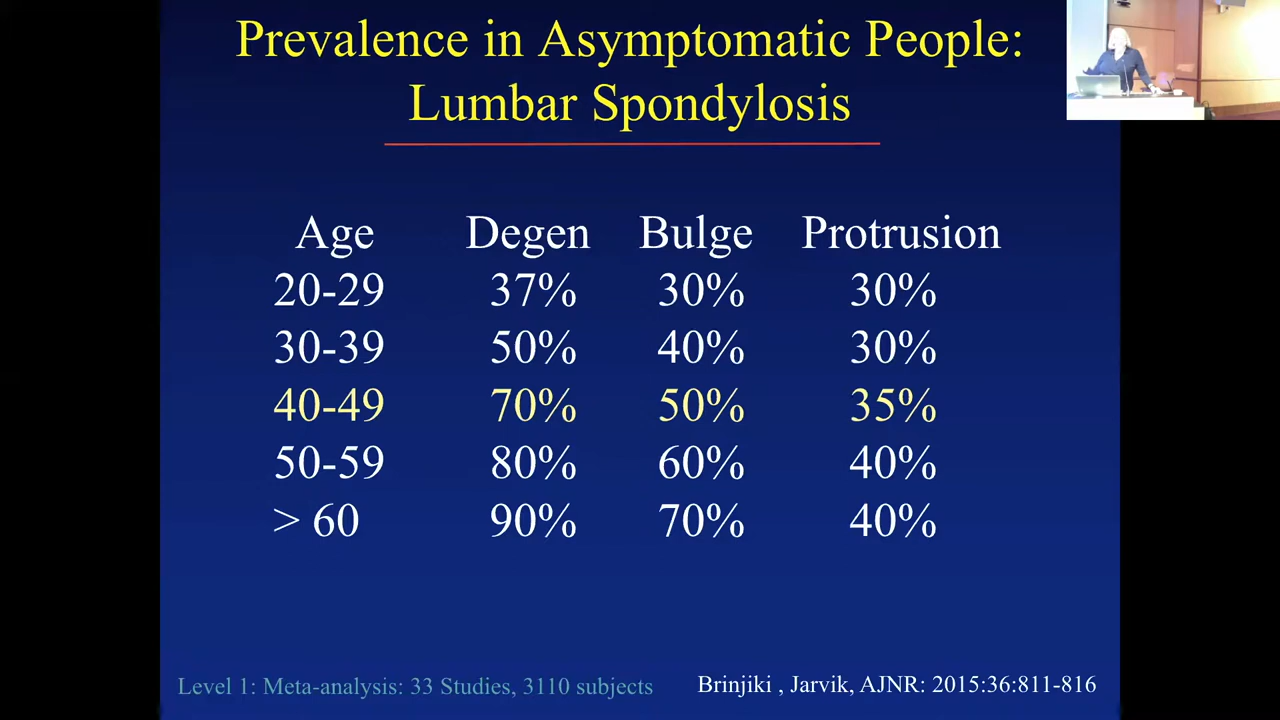 Prevalence in Asymptomatic People:
Lumbar Spondylosis
Age Degen Bulge Protrusion
20-29 37% 30% 30%
30-39 50% 40% 30%
40-49 70% 50% 35%
50-59 80% 60% 40%
> 60 90% 70% 40%
Level 1: Meta-analysis: 33 Studies, 3110 subjects
Brinjiki , Jarvik, AJNR: 2015:36:811-816